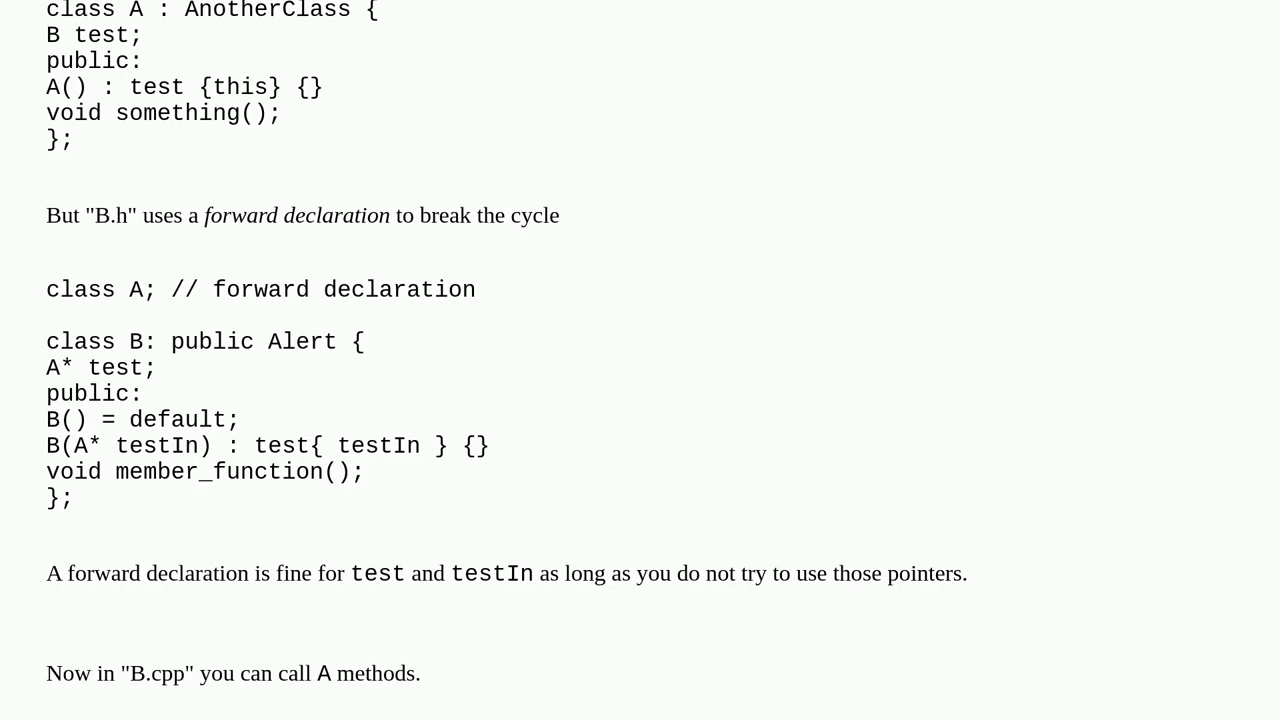 class A : AnotherClass {
B test;
public:
A() : test {this} {}
void something();
};
But "B.h" uses a forward declaration to break the cycle
class A; // forward declaration
class B: public Alert {
A* test;
public:
B() = default;
B(A* testIn) : test{ testIn } {}
void member_function();
};
A forward declaration is fine for test and testIn as long as you do not try to use those pointers.
Now in "B.cpp" you can call A methods.